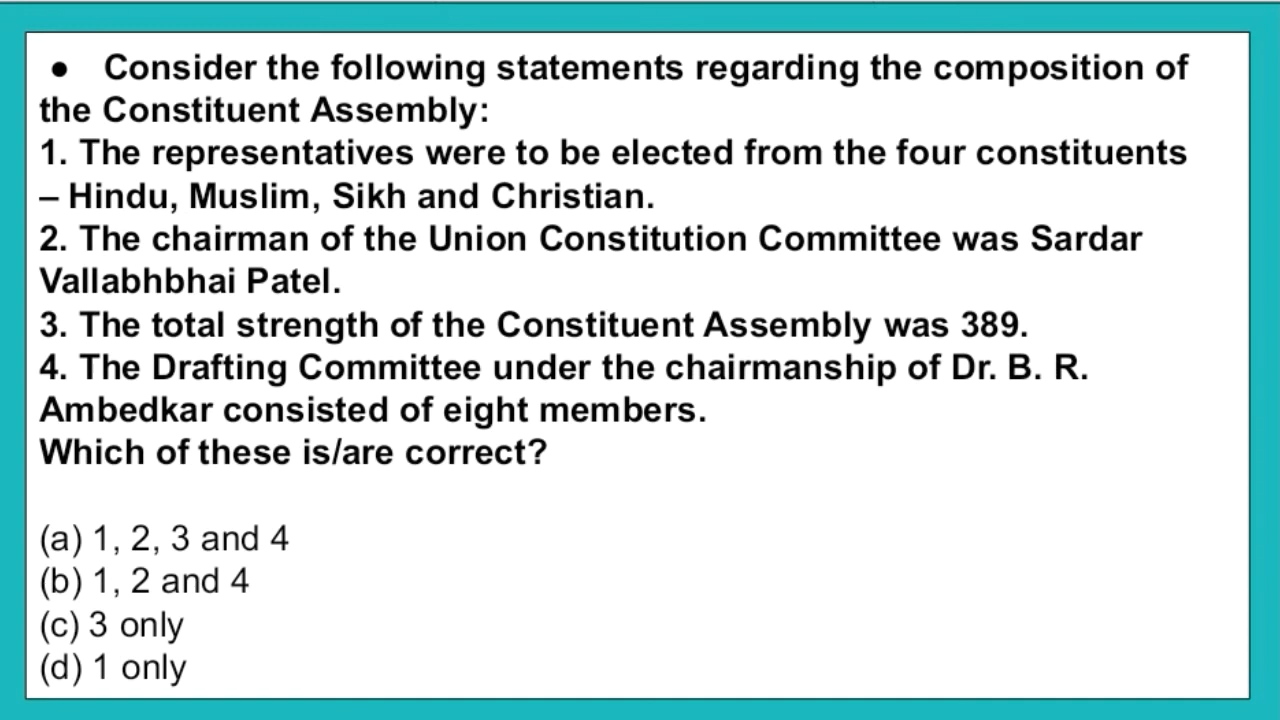 ● Consider the following statements regarding the composition of
the Constituent Assembly:
1. The representatives were to be elected from the four constituents
– Hindu, Muslim, Sikh and Christian.
2. The chairman of the Union Constitution Committee was Sardar
Vallabhbhai Patel.
3. The total strength of the Constituent Assembly was 389.
4. The Drafting Committee under the chairmanship of Dr. B. R.
Ambedkar consisted of eight members.
Which of these is/are correct?
(a) 1, 2, 3 and 4
(b) 1, 2 and 4
(c) 3 only
(d) 1 only